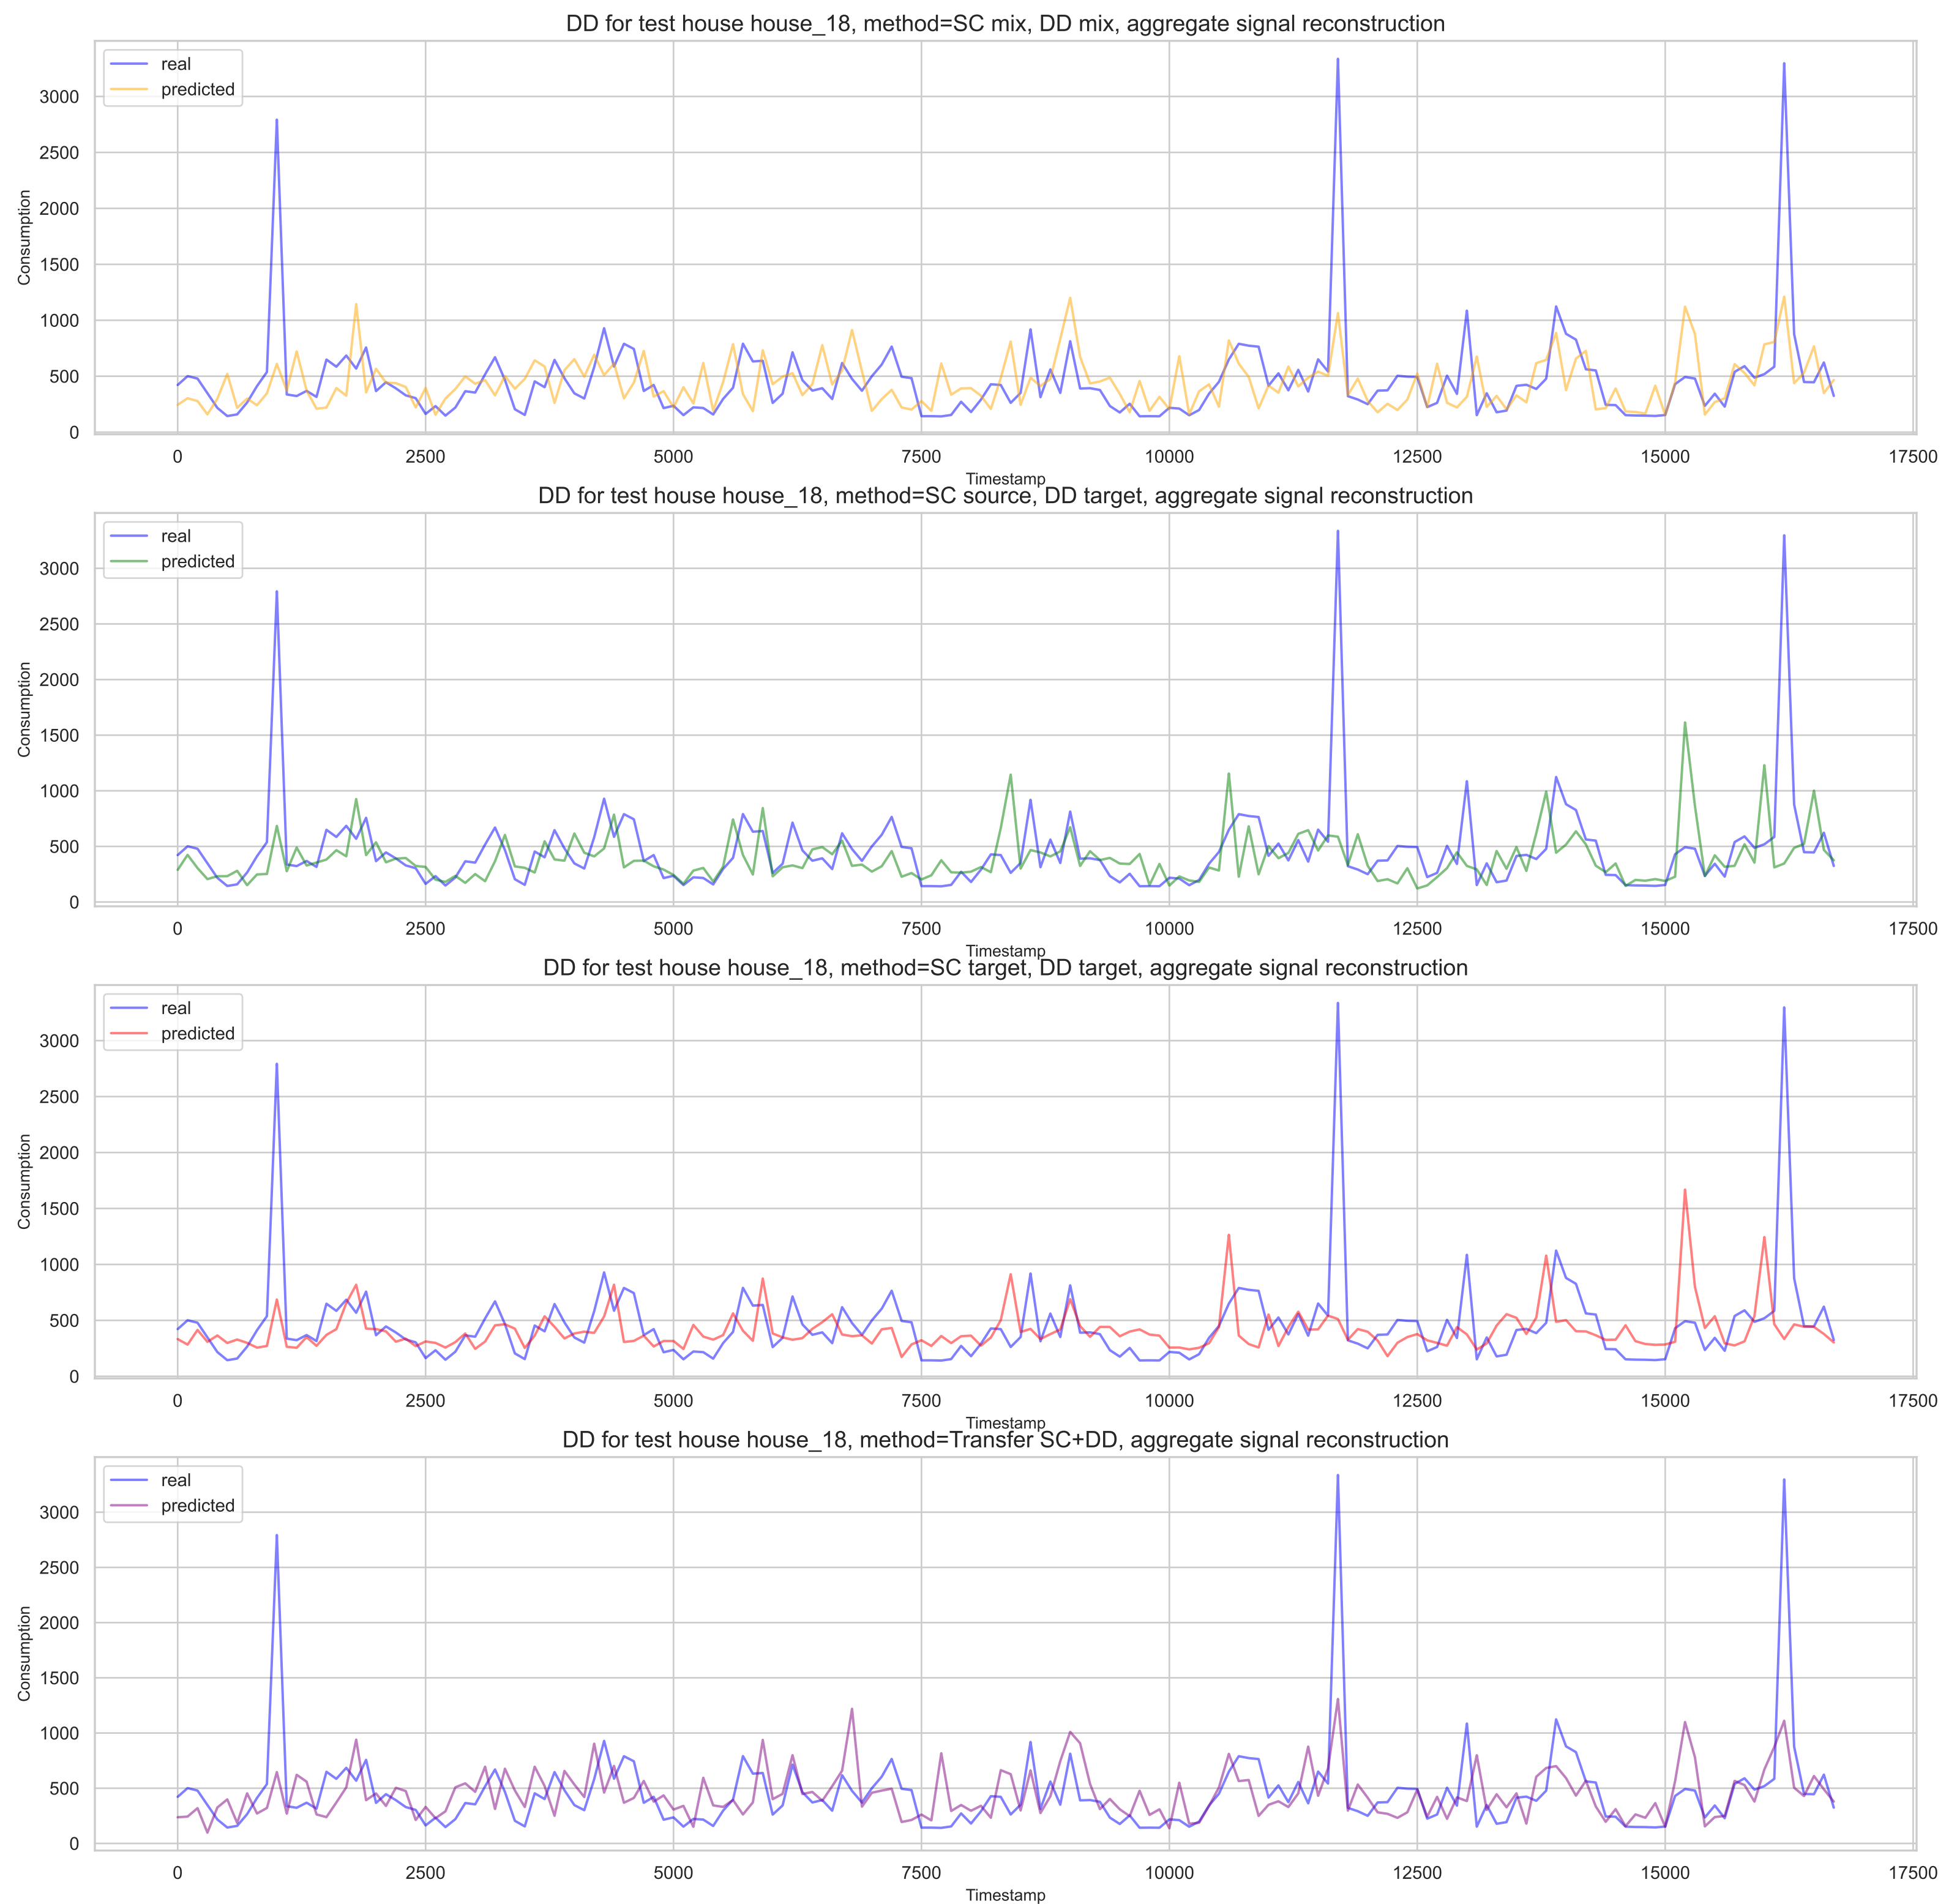 DD for test house house_18, method=SC mix, DD mix, aggregate signal reconstruction
real
predicted
3000
2500
2000
1500
1000
500
0
Consumption
0 2500 5000 7500 10000 12500 15000 17500
Timestamp
DD for test house house_18, method=SC source, DD target, aggregate signal reconstruction
real
predicted
3000
2500
2000
1500
1000
500
0
Consumption
0 2500 5000 7500 10000 12500 15000 17500
Timestamp
DD for test house house_18, method=SC target, DD target, aggregate signal reconstruction
real
predicted
3000
2500
2000
1500
1000
500
0
Consumption
0 2500 5000 7500 10000 12500 15000 17500
Timestamp
DD for test house house_18, method=Transfer SC+DD, aggregate signal reconstruction
real
predicted
3000
2500
2000
1500
1000
500
0
Consumption
0 2500 5000 7500 10000 12500 15000 17500
Timestamp